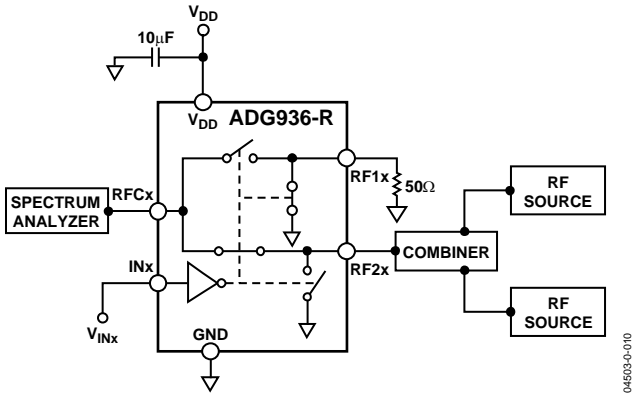 VDD
10µF
VDD
ADG936-R
RFCx
RF1x
50Ω
SPECTRUM
ANALYZER
RF
SOURCE
RF2x
COMBINER
INx
VINx
RF
SOURCE
GND
04503-0-010